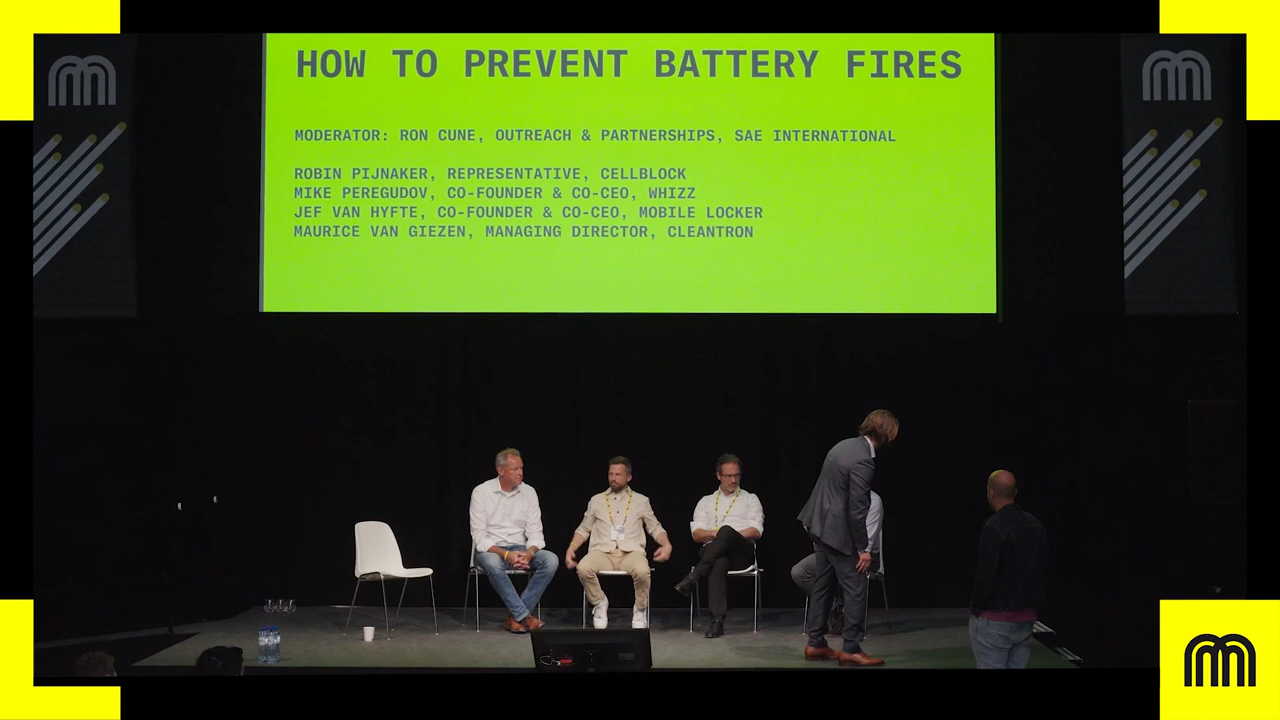 HOW TO PREVENT BATTERY FIRES
MODERATOR: RON CUNE, OUTREACH & PARTNERSHIPS, SAE INTERNATIONAL
ROBIN PIJNAKER, REPRESENTATIVE, CELLBLOCK
MIKE PEREGUDOV, CO-FOUNDER & CO-CEO, WHIZZ
JEF VAN HYFTE, CO-FOUNDER & CO-CEO, MOBILE LOCKER
MAURICE VAN GIEZEN, MANAGING DIRECTOR, CLEANTRON